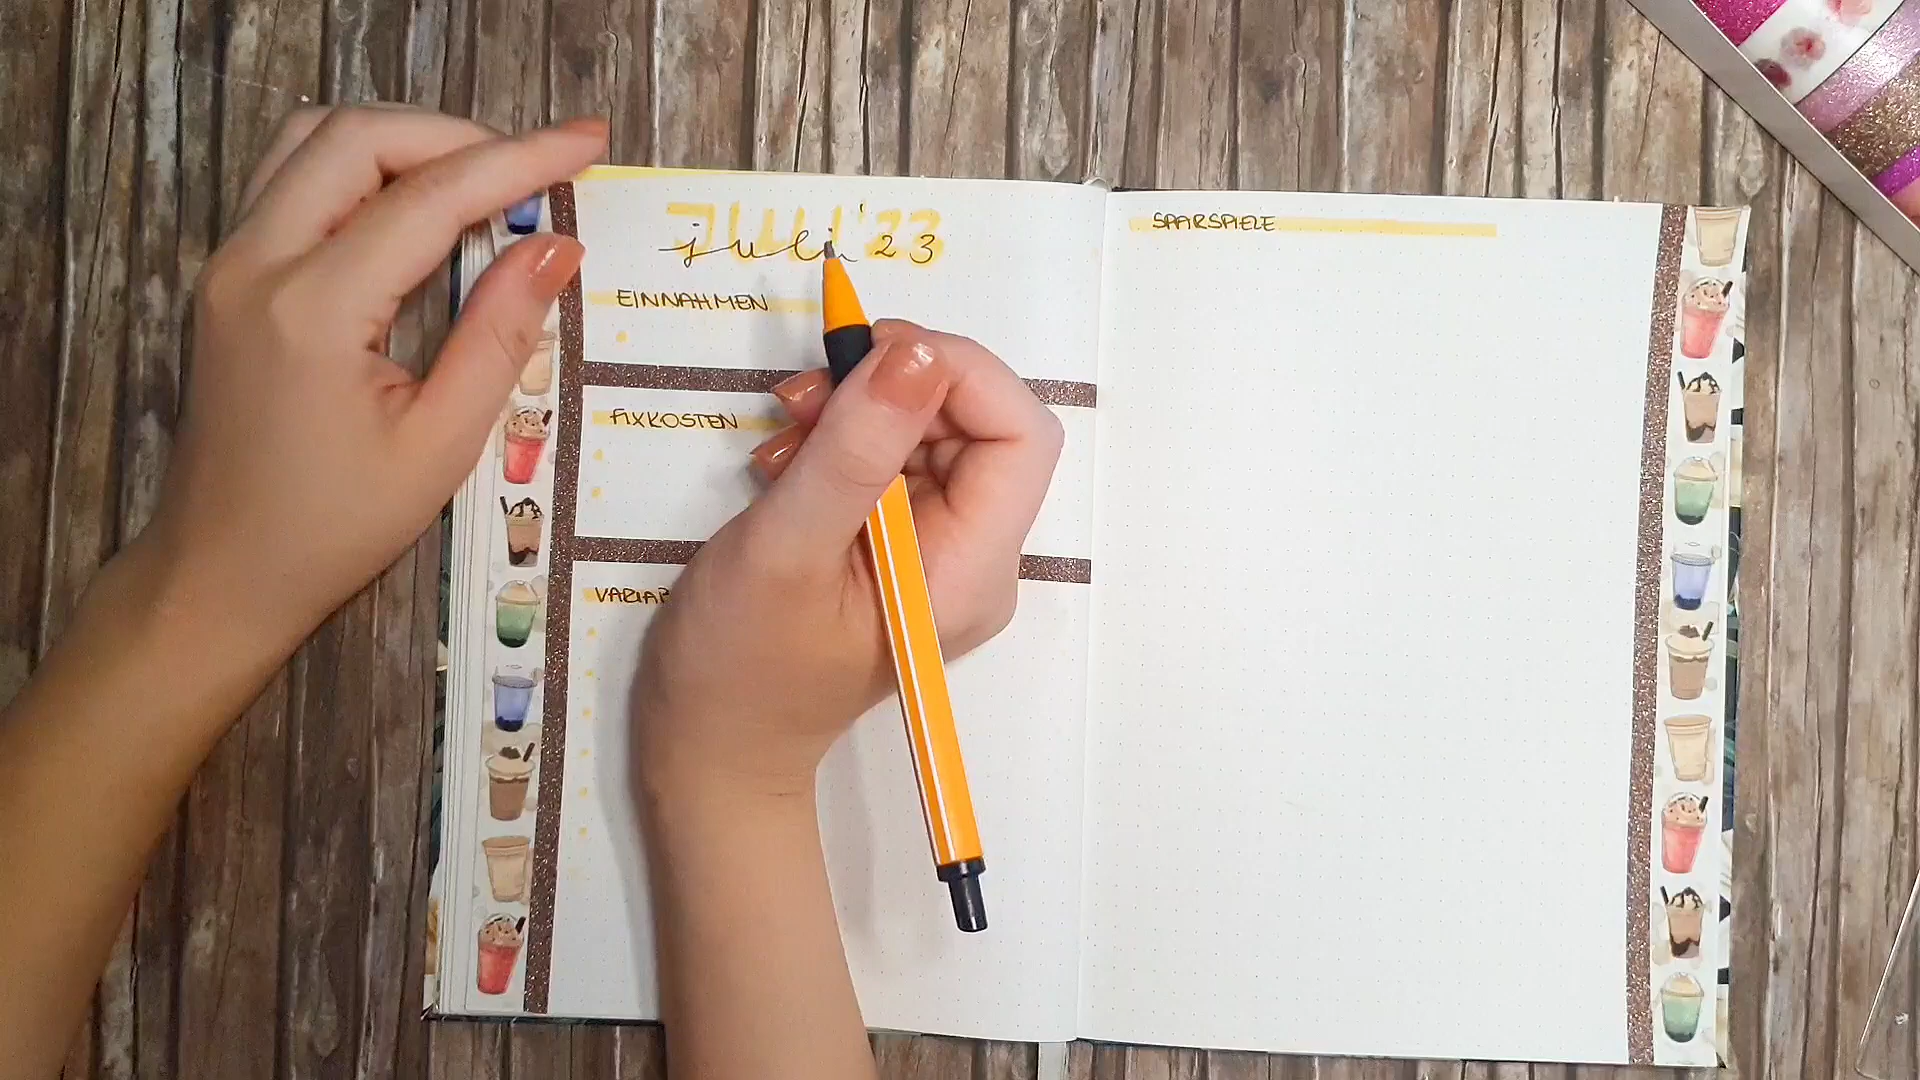 JULI '23
juli '23
EINNAHMEN
FIXKOSTEN
SPARSPIELE